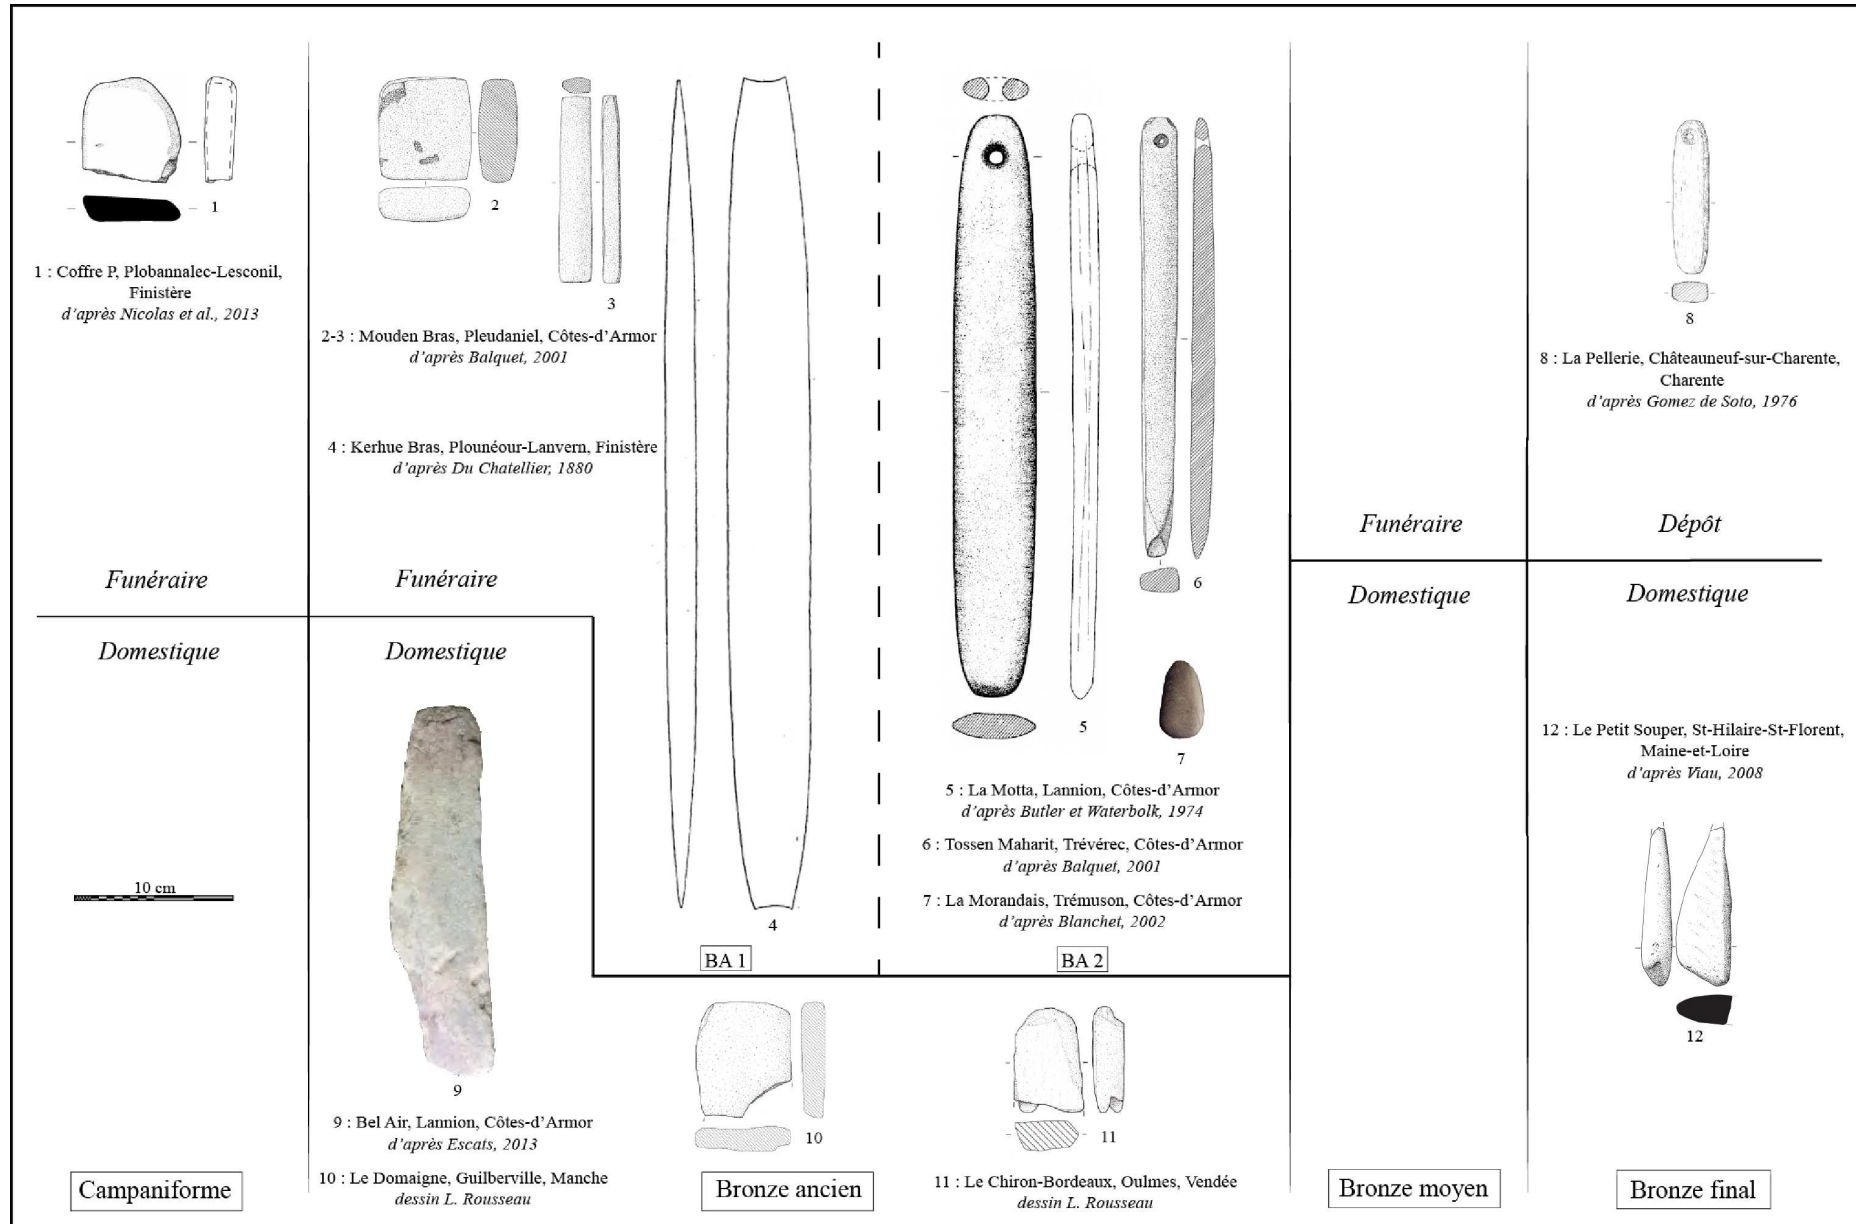 1
1 : Coffre P, Plobannalec-Lesconil,
Finistère
d'après Nicolas et al., 2013
Funéraire
Domestique
10 cm
Campaniforme
2
3
2-3 : Mouden Bras, Pleudaniel, Côtes-d'Armor
d'après Balquet, 2001
4 : Kerhue Bras, Plounéour-Lanvern, Finistère
d'après Du Chatellier, 1880
Funéraire
Domestique
4
BA 1
9
9 : Bel Air, Lannion, Côtes-d'Armor
d'après Escats, 2013
10 : Le Domaigne, Guilberville, Manche
dessin L. Rousseau
10
Bronze ancien
5
6
7
5 : La Motta, Lannion, Côtes-d'Armor
d'après Butler et Waterbolk, 1974
6 : Tossen Maharit, Trévérec, Côtes-d'Armor
d'après Balquet, 2001
7 : La Morandais, Trémuson, Côtes-d'Armor
d'après Blanchet, 2002
BA 2
11
11 : Le Chiron-Bordeaux, Oulmes, Vendée
dessin L. Rousseau
Funéraire
Domestique
Bronze moyen
8
8 : La Pellerie, Châteauneuf-sur-Charente,
Charente
d'après Gomez de Soto, 1976
Dépôt
Domestique
12 : Le Petit Souper, St-Hilaire-St-Florent,
Maine-et-Loire
d'après Viau, 2008
12
Bronze final